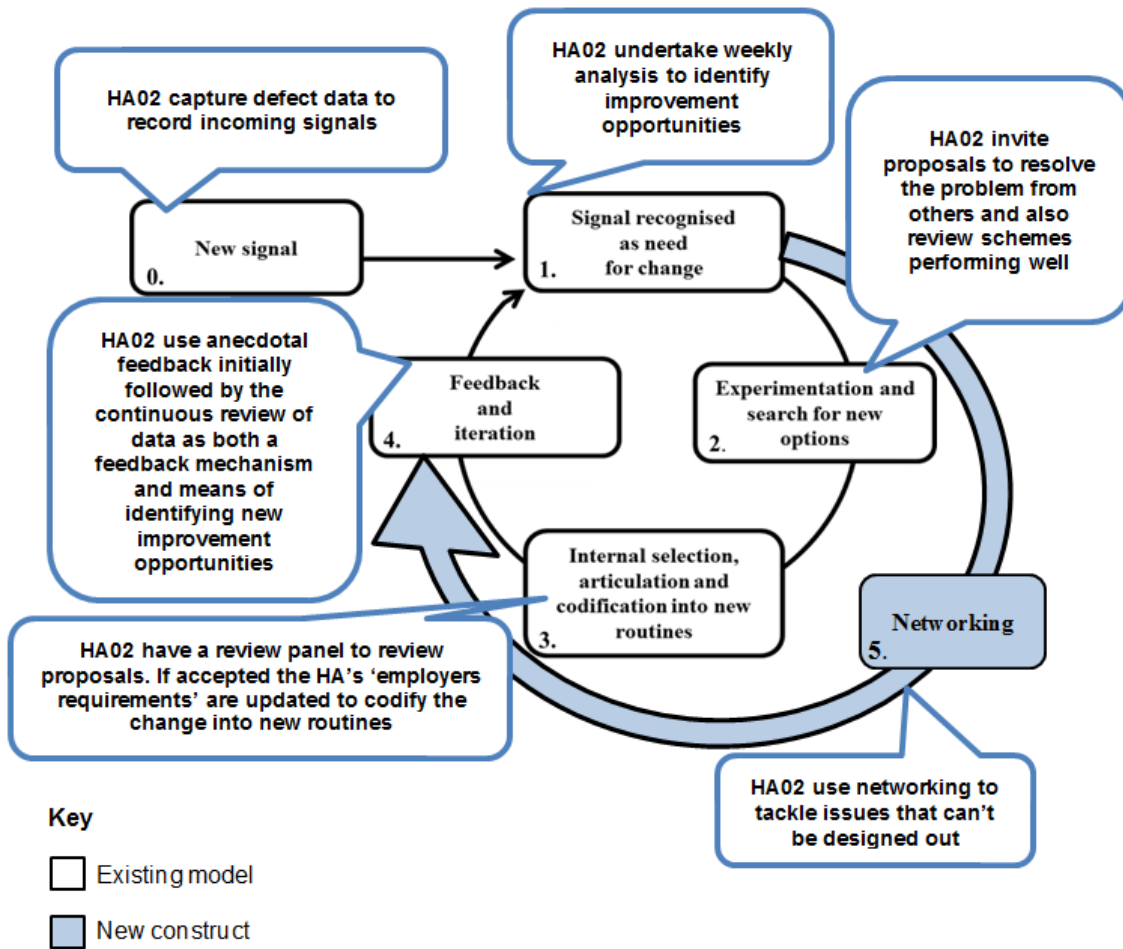 HA02 capture defect data to
record incoming signals
HA02 undertake weekly
analysis to identify
improvement
opportunities
HA02 invite
proposals to resolve
the problem from
others and also
review schemes
performing well
New signal
0.
Signal recognised
as need
for change
1.
HA02 use anecdotal
feedback initially
followed by the
continuous review of
data as both a
feedback mechanism
and means of
identifying new
improvement
opportunities
Feedback
and
iteration
4.
Experimentation and
search for new
options
2.
Internal selection,
articulation and
codification into new
routines
3.
Networking
5.
HA02 have a review panel to review
proposals. If accepted the HA's ‘employers
requirements’ are updated to codify the
change into new routines
HA02 use networking to
tackle issues that can't
be designed out
Key
Existing model
New construct